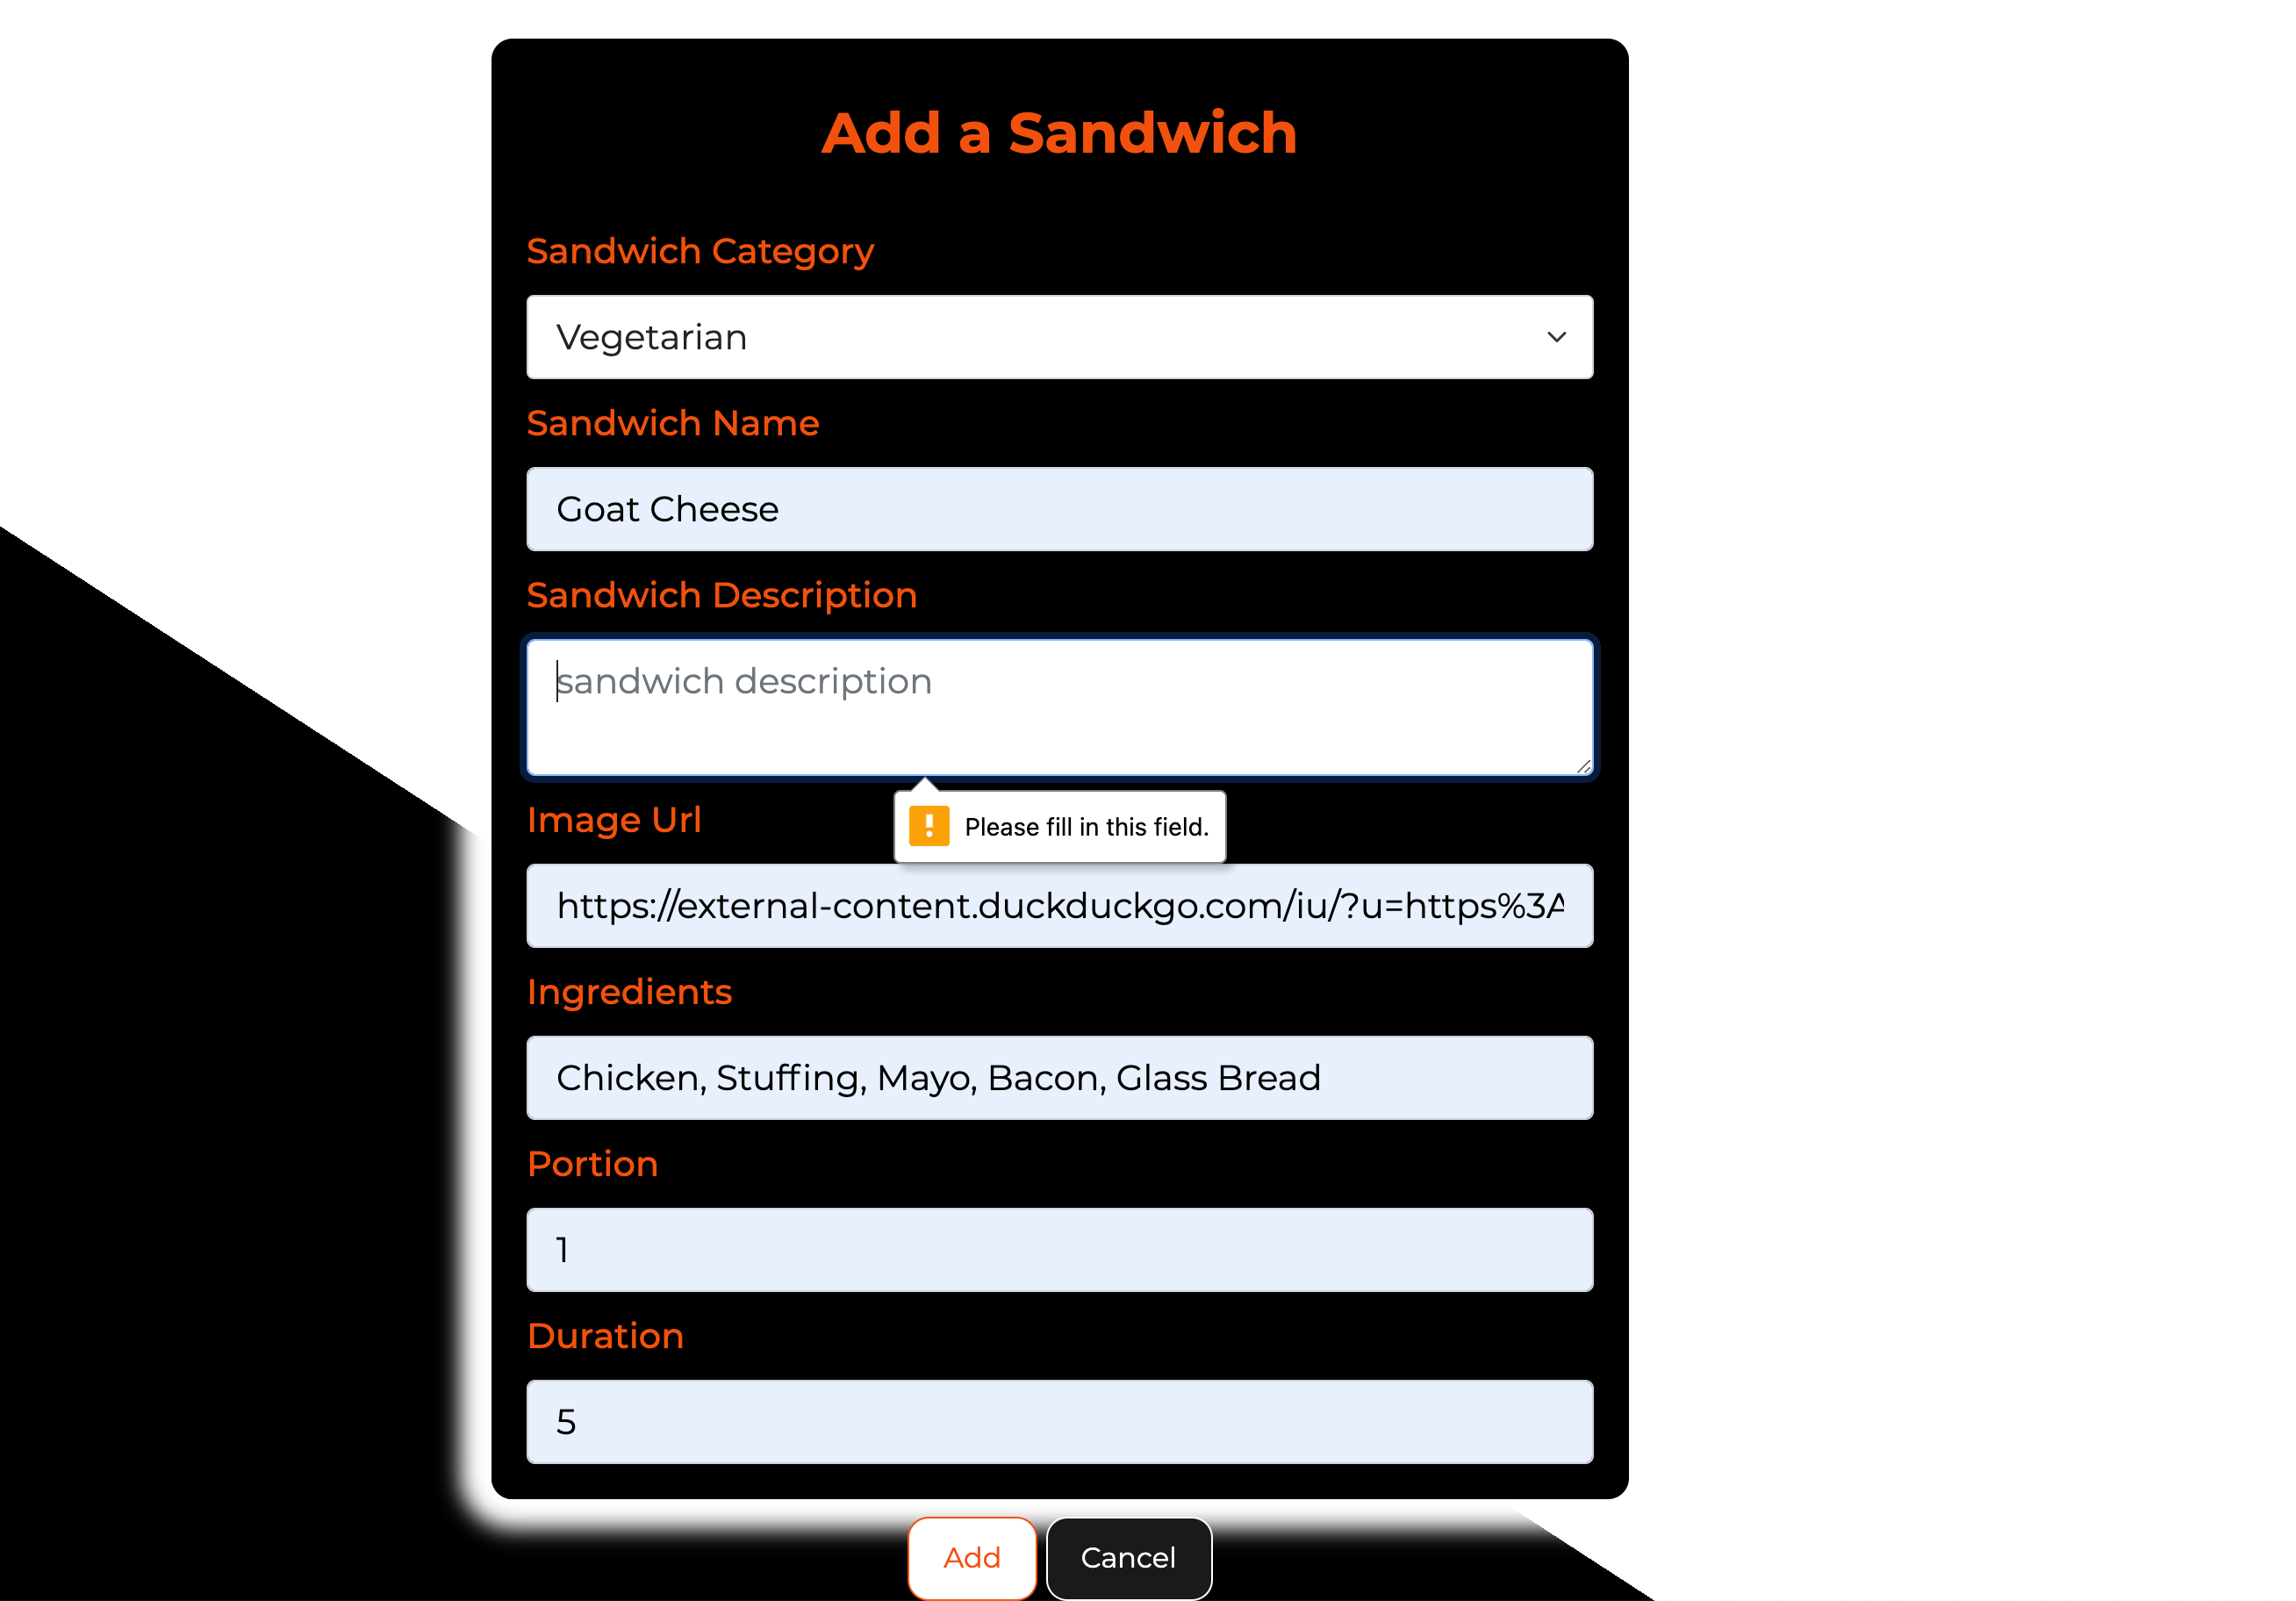 Add a Sandwich
Sandwich Category
Vegetarian
Sandwich Name
Goat Cheese
Sandwich Description
sandwich description
Please fill in this field.
Image Url
https://external-content.duckduckgo.com/iu/?u=https%3A
Ingredients
Chicken, Stuffing, Mayo, Bacon, Glass Bread
Portion
1
Duration
5
Add
Cancel